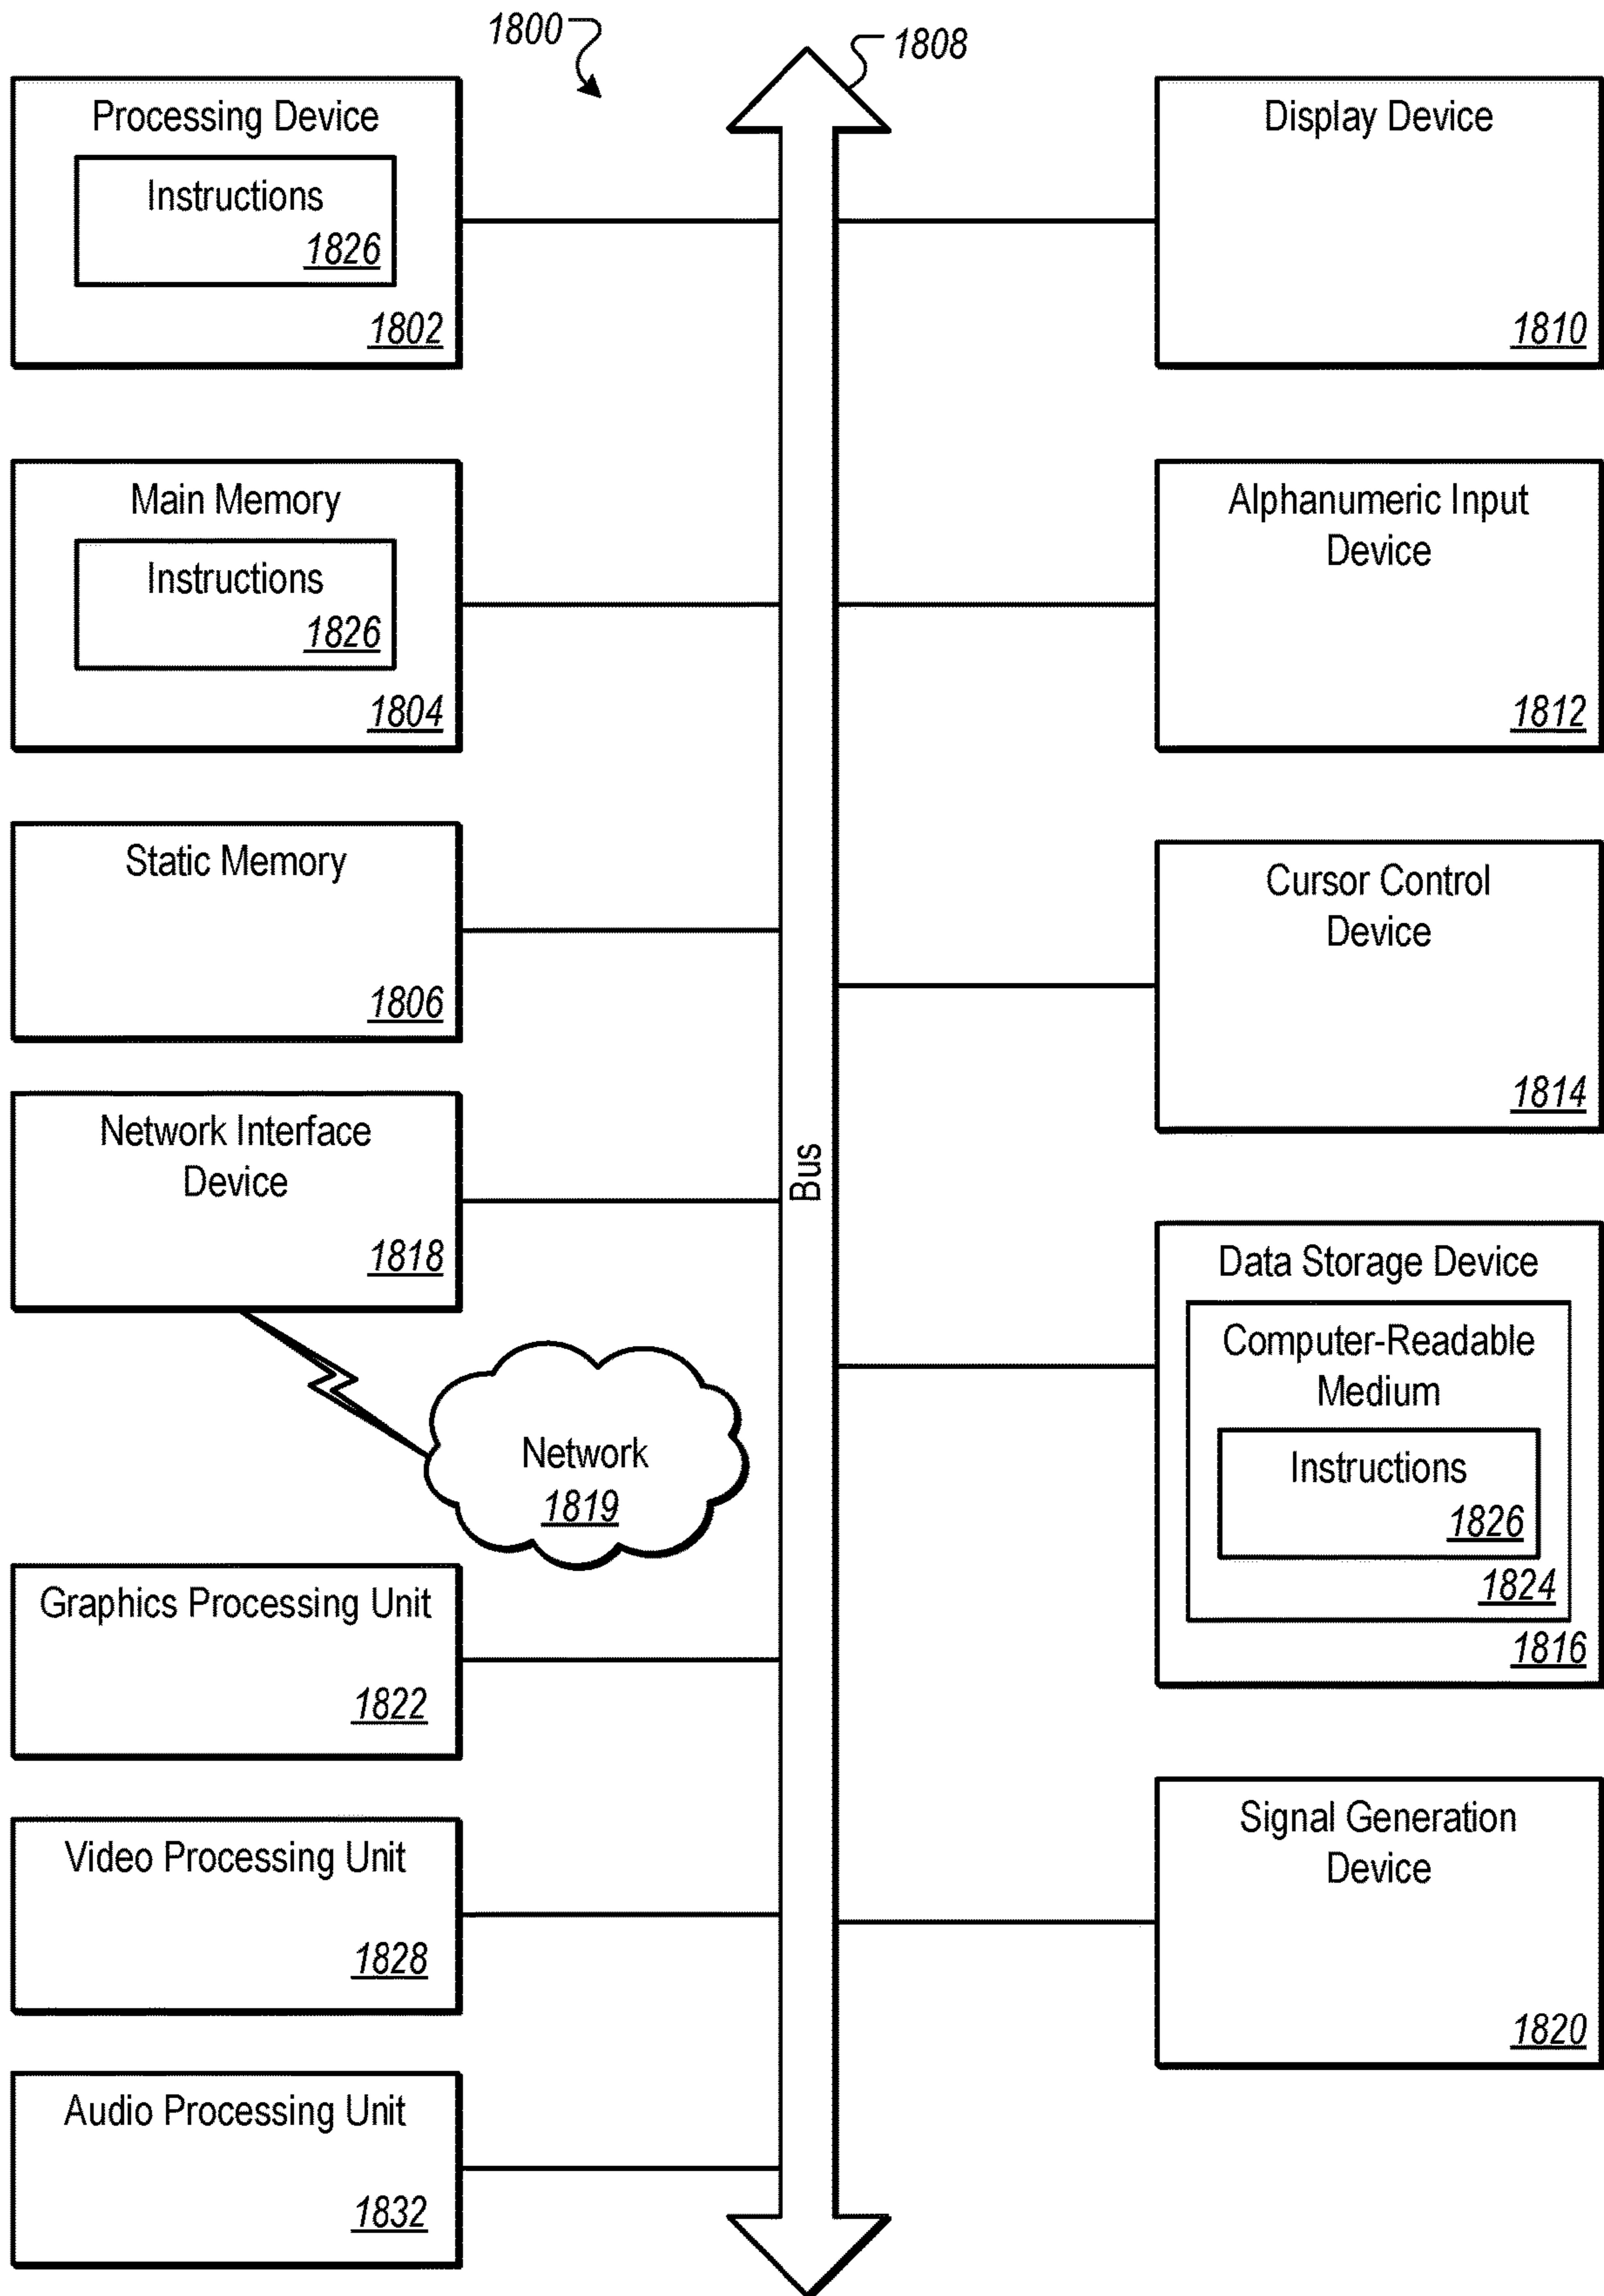 1800
1808
Processing Device
Instructions
1826
1802
Main Memory
Instructions
1826
1804
Static Memory
1806
Network Interface
Device
1818
Network
1819
Graphics Processing Unit
1822
Video Processing Unit
1828
Audio Processing Unit
1832
Bus
Display Device
1810
Alphanumeric Input
Device
1812
Cursor Control
Device
1814
Data Storage Device
Computer-Readable
Medium
Instructions
1826
1824
1816
Signal Generation
Device
1820